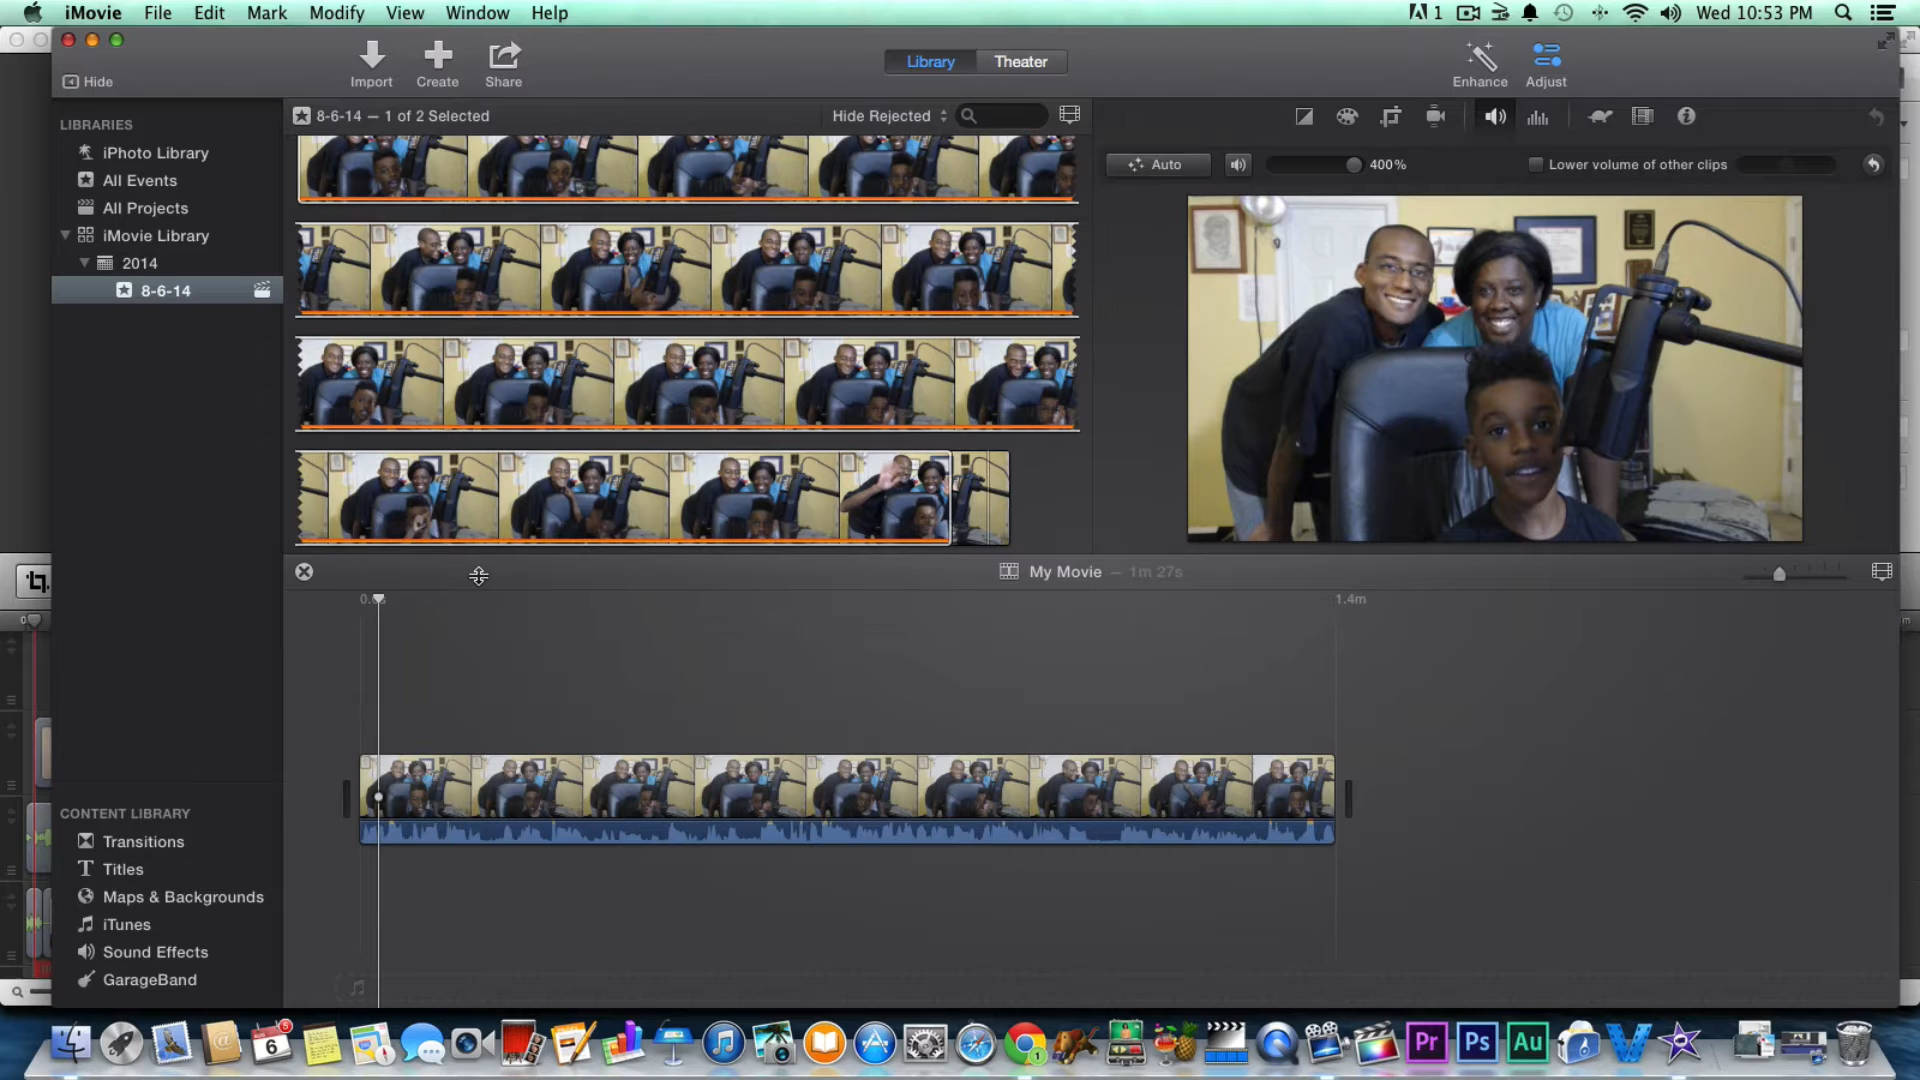 iMovie File Edit Mark Modify View Window Help 1 Wed 10:53 PM
Hide Import Create Share Library Theater Enhance Adjust
LIBRARIES
iPhoto Library
All Events
All Projects
iMovie Library
2014
8-6-14
8-6-14 — 1 of 2 Selected Hide Rejected
Auto 400% Lower volume of other clips
My Movie — 1m 27s
1.4m
CONTENT LIBRARY
Transitions
Titles
Maps & Backgrounds
iTunes
Sound Effects
GarageBand
5
6
1
Pr Ps Au